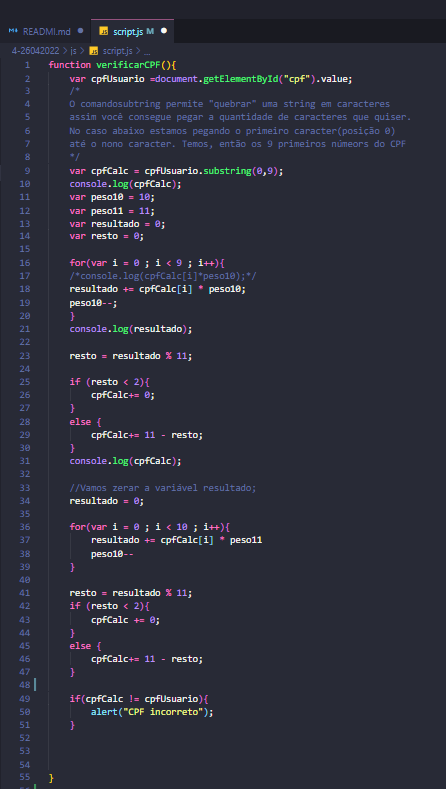 README.md
script.js M
4-26042022 > js > script.js > ...
1 function verificarCPF(){
2 var cpfUsuario =document.getElementById("cpf").value;
3 /*
4 O comandosubtring permite "quebrar" uma string em caracteres
5 assim você consegue pegar a quantidade de caracteres que quiser.
6 No caso abaixo estamos pegando o primeiro caracter(posição 0)
7 até o nono caracter. Temos, então os 9 primeiros númeors do CPF
8 */
9 var cpfCalc = cpfUsuario.substring(0,9);
10 console.log(cpfCalc);
11 var peso10 = 10;
12 var peso11 = 11;
13 var resultado = 0;
14 var resto = 0;
15
16 for(var i = 0 ; i < 9 ; i++){
17 /*console.log(cpfCalc[i]*peso10);*/
18 resultado += cpfCalc[i] * peso10;
19 peso10--;
20 }
21 console.log(resultado);
22
23 resto = resultado % 11;
24
25 if (resto < 2){
26 cpfCalc+= 0;
27 }
28 else {
29 cpfCalc+= 11 - resto;
30 }
31 console.log(cpfCalc);
32
33 //Vamos zerar a variável resultado;
34 resultado = 0;
35
36 for(var i = 0 ; i < 10 ; i++){
37 resultado += cpfCalc[i] * peso11
38 peso10--
39 }
40
41 resto = resultado % 11;
42 if (resto < 2){
43 cpfCalc += 0;
44 }
45 else {
46 cpfCalc+= 11 - resto;
47 }
48
49 if(cpfCalc != cpfUsuario){
50 alert("CPF incorreto");
51 }
52
53
54
55 }